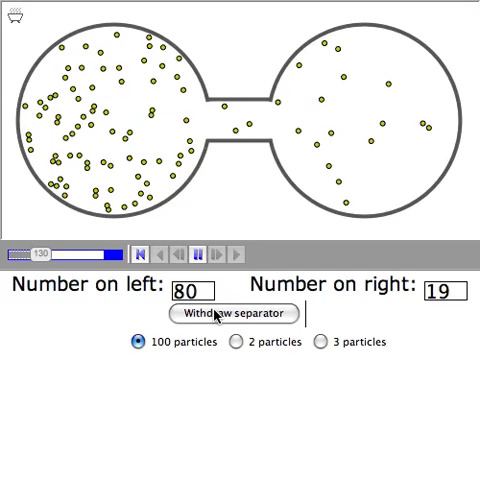 130
Number on left: 80 Number on right: 19
Withdraw separator
100 particles 2 particles 3 particles